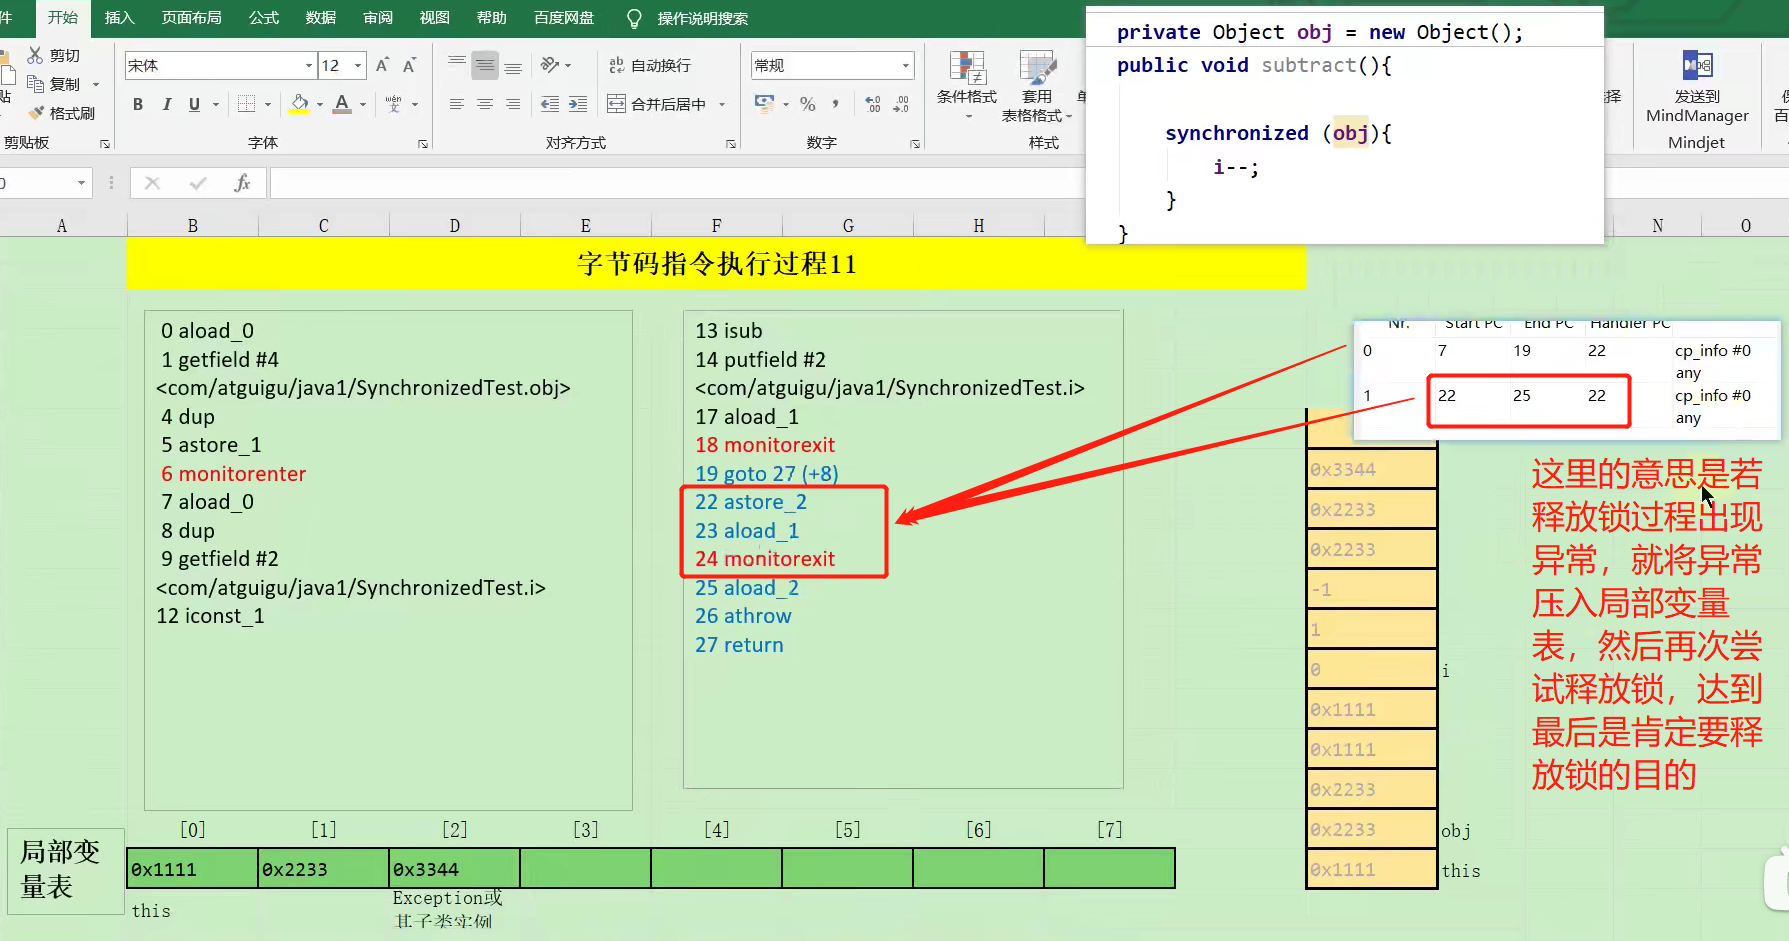 件 开始 插入 页面布局 公式 数据 审阅 视图 帮助 百度网盘 操作说明搜索
剪切
复制
格式刷
剪贴板
宋体 12
B I U A wén
字体
自动换行
合并后居中
对齐方式
常规
% ,
数字
条件格式 套用
表格格式
样式
发送到
MindManager
Mindjet
fx
private Object obj = new Object();
public void subtract(){
synchronized (obj){
i--;
}
}
A B C D E F G H N O
字节码指令执行过程11
0 aload_0
1 getfield #4
<com/atguigu/java1/SynchronizedTest.obj>
4 dup
5 astore_1
6 monitorenter
7 aload_0
8 dup
9 getfield #2
<com/atguigu/java1/SynchronizedTest.i>
12 iconst_1
13 isub
14 putfield #2
<com/atguigu/java1/SynchronizedTest.i>
17 aload_1
18 monitorexit
19 goto 27 (+8)
22 astore_2
23 aload_1
24 monitorexit
25 aload_2
26 athrow
27 return
Nr. Start PC End PC Handler PC
0 7 19 22 cp_info #0
any
1 22 25 22 cp_info #0
any
0x3344
0x2233
0x2233
-1
1
0 i
0x1111
0x1111
0x2233
0x2233 obj
0x1111 this
这里的意思是若
释放锁过程出现
异常，就将异常
压入局部变量
表，然后再次尝
试释放锁，达到
最后是肯定要释
放锁的目的
[0] [1] [2] [3] [4] [5] [6] [7]
局部变
量表
0x1111 0x2233 0x3344
this
Exception或
其子类实例